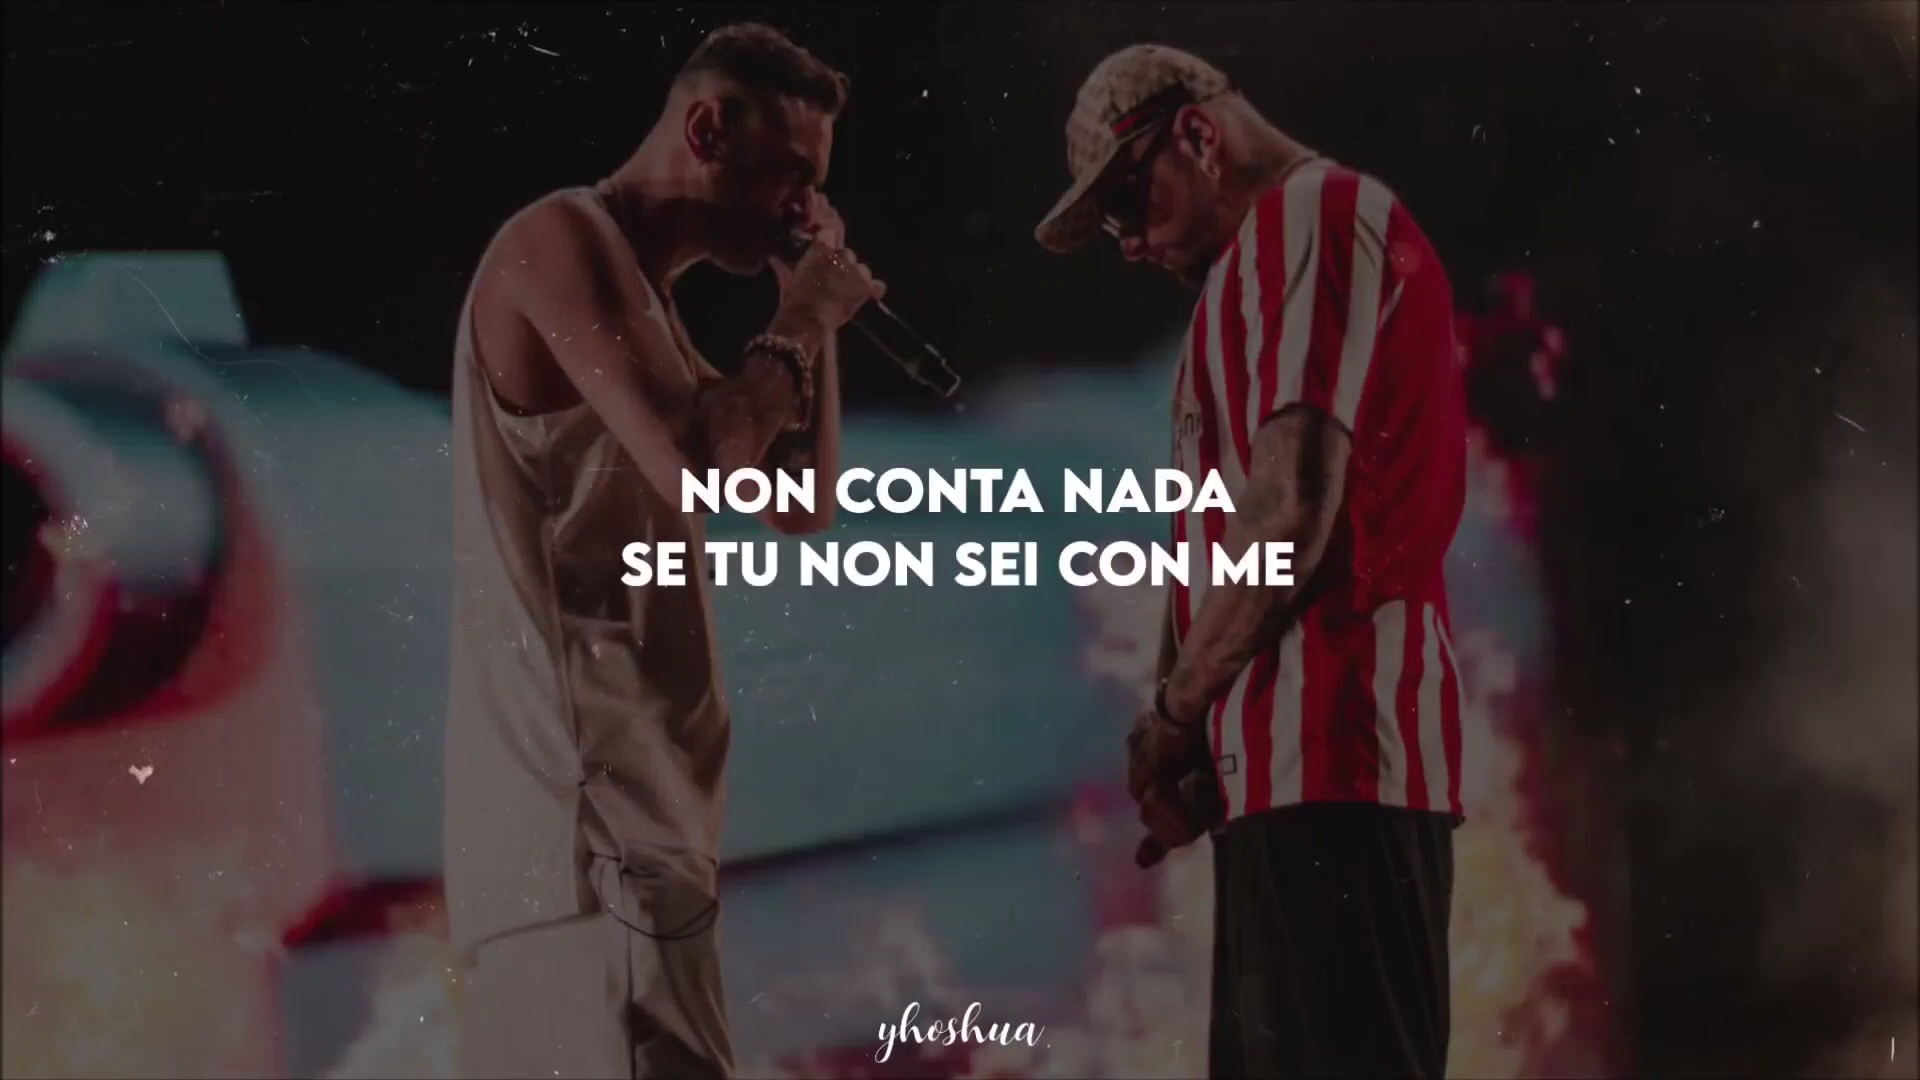 NON CONTA NADA
SE TU NON SEI CON ME
yhoshua